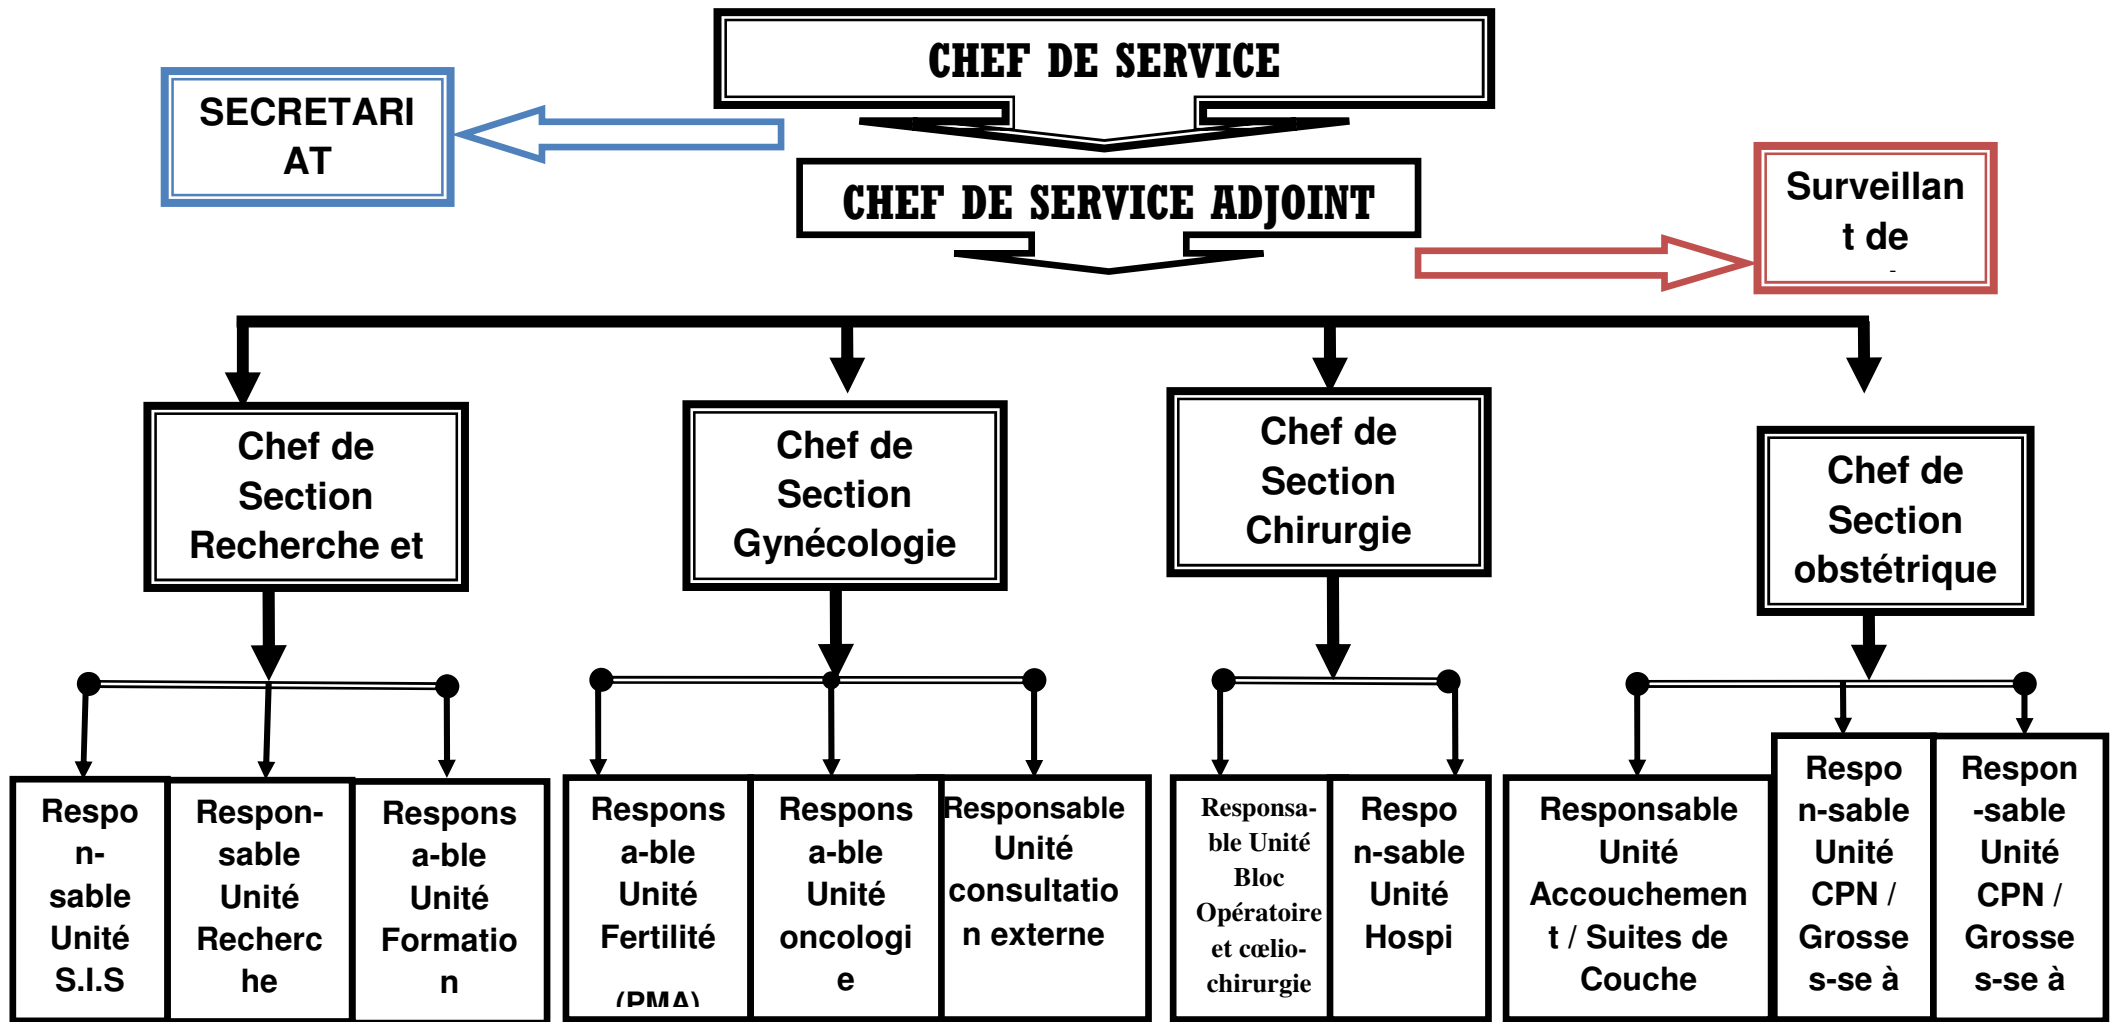 CHEF DE SERVICE
SECRETARI
AT
CHEF DE SERVICE ADJOINT
Surveillan
t de
Chef de
Section
Recherche et
Chef de
Section
Gynécologie
Chef de
Section
Chirurgie
Chef de
Section
obstétrique
Respo
n-
sable
Unité
S.I.S
Respon-
sable
Unité
Recherc
he
Respons
a-ble
Unité
Formatio
n
Respons
a-ble
Unité
Fertilité
(PMA)
Respons
a-ble
Unité
oncologi
e
Responsable
Unité
consultatio
n externe
Responsa-
ble Unité
Bloc
Opératoire
et cœlio-
chirurgie
Respo
n-sable
Unité
Hospi
Responsable
Unité
Accouchemen
t / Suites de
Couche
Respo
n-sable
Unité
CPN /
Grosse
s-se à
Respon
-sable
Unité
CPN /
Grosse
s-se à